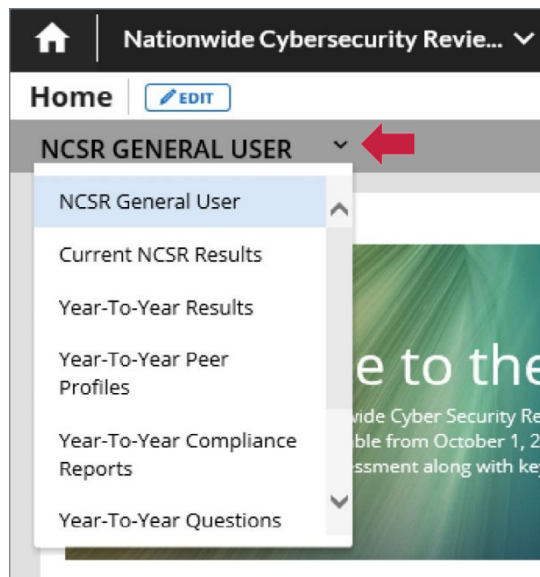 Nationwide Cybersecurity Revie...
Home
EDIT
NCSR GENERAL USER
NCSR General User
Current NCSR Results
Year-To-Year Results
Year-To-Year Peer
Profiles
Year-To-Year Compliance
Reports
Year-To-Year Questions
e to the
wide Cyber Security Re
ble from October 1, 2
ssment along with key